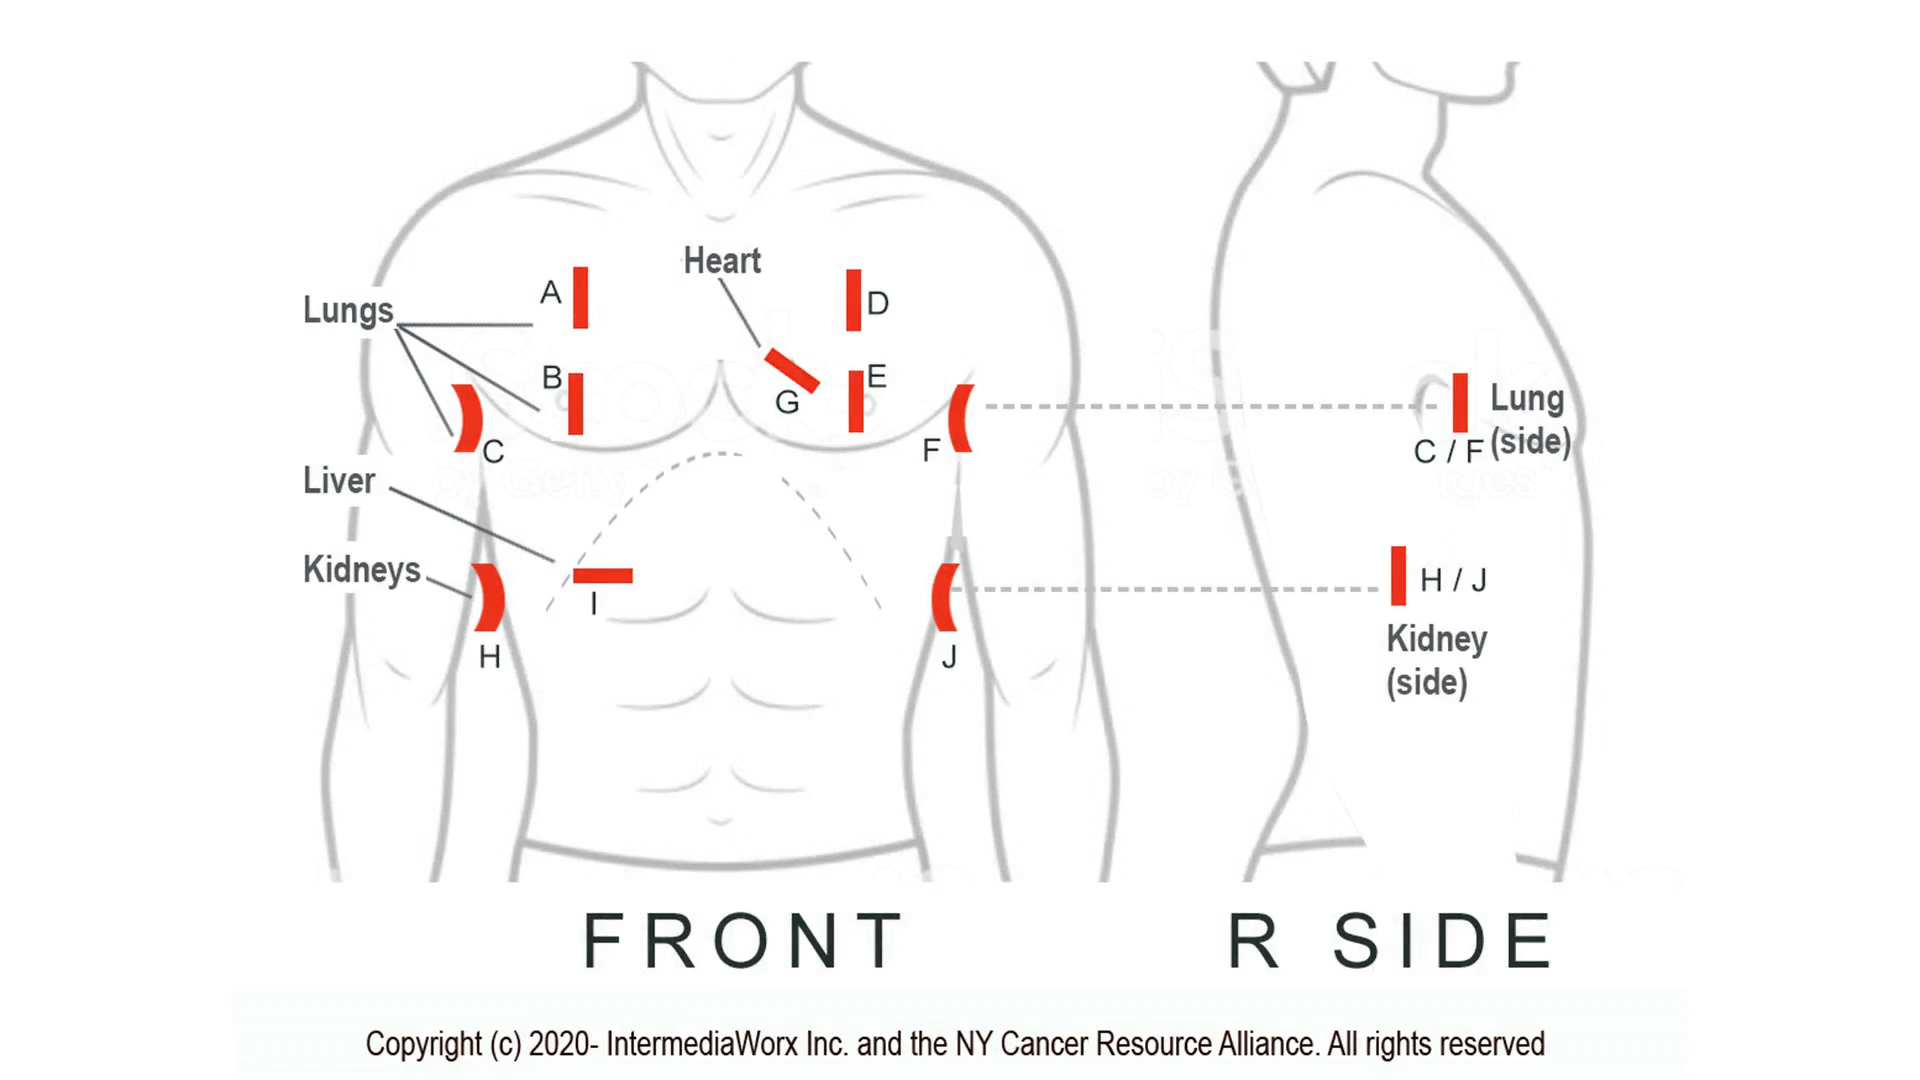 Heart
A
D
Lungs
B
E
G
C
F
Lung
(side)
C / F
Liver
Kidneys
I
H
J
H / J
Kidney
(side)
FRONT
R SIDE
Copyright (c) 2020- IntermediaWorx Inc. and the NY Cancer Resource Alliance. All rights reserved